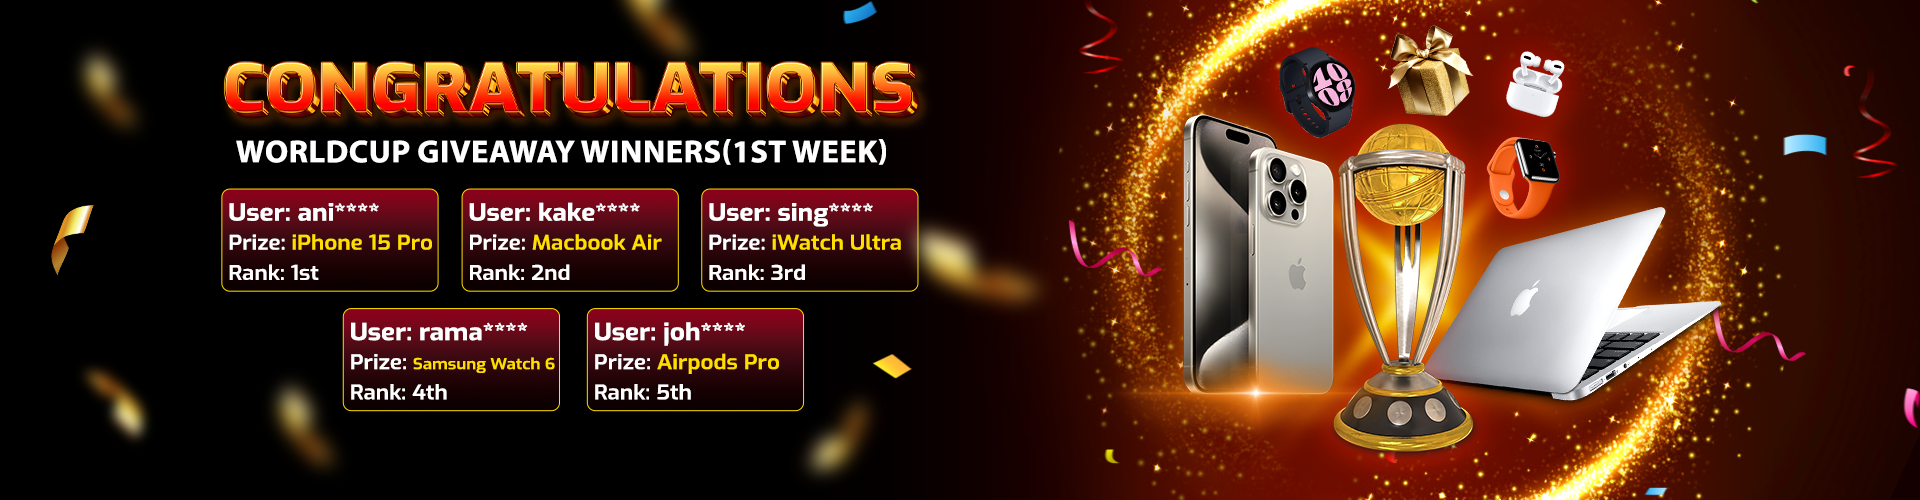 CONGRATULATIONS
WORLDCUP GIVEAWAY WINNERS(1ST WEEK)
User: ani****
Prize: iPhone 15 Pro
Rank: 1st
User: kake****
Prize: Macbook Air
Rank: 2nd
User: sing****
Prize: iWatch Ultra
Rank: 3rd
User: rama****
Prize: Samsung Watch 6
Rank: 4th
User: joh****
Prize: Airpods Pro
Rank: 5th
10
08